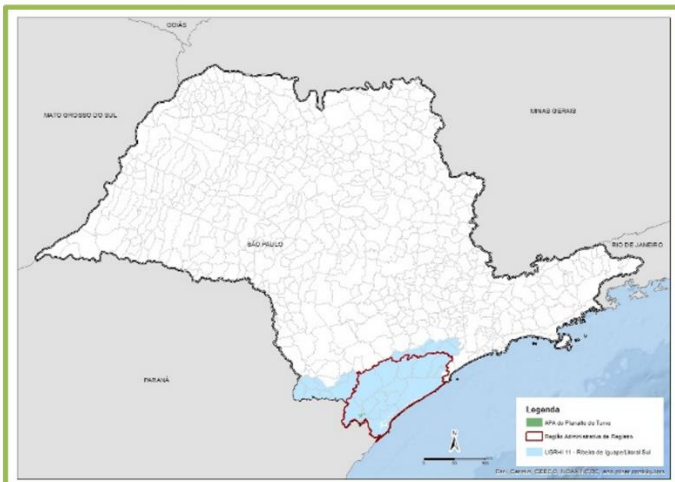 GOIÁS
MATO GROSSO DO SUL
MINAS GERAIS
SÃO PAULO
RIO DE JANEIRO
PARANÁ
Legenda
APA do Planalto do Turvo
Região Administrativa de Registro
UGRHI 11 - Ribeira de Iguape/Litoral Sul
N